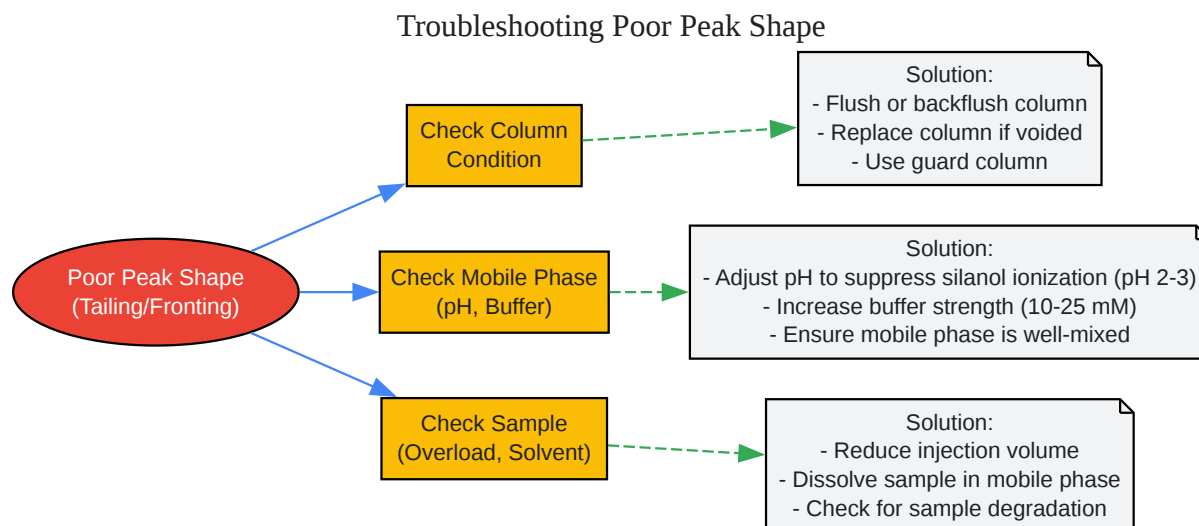 Troubleshooting Poor Peak Shape
Poor Peak Shape
(Tailing/Fronting)
Check Column
Condition
Solution:
- Flush or backflush column
- Replace column if voided
- Use guard column
Check Mobile Phase
(pH, Buffer)
Solution:
- Adjust pH to suppress silanol ionization (pH 2-3)
- Increase buffer strength (10-25 mM)
- Ensure mobile phase is well-mixed
Check Sample
(Overload, Solvent)
Solution:
- Reduce injection volume
- Dissolve sample in mobile phase
- Check for sample degradation